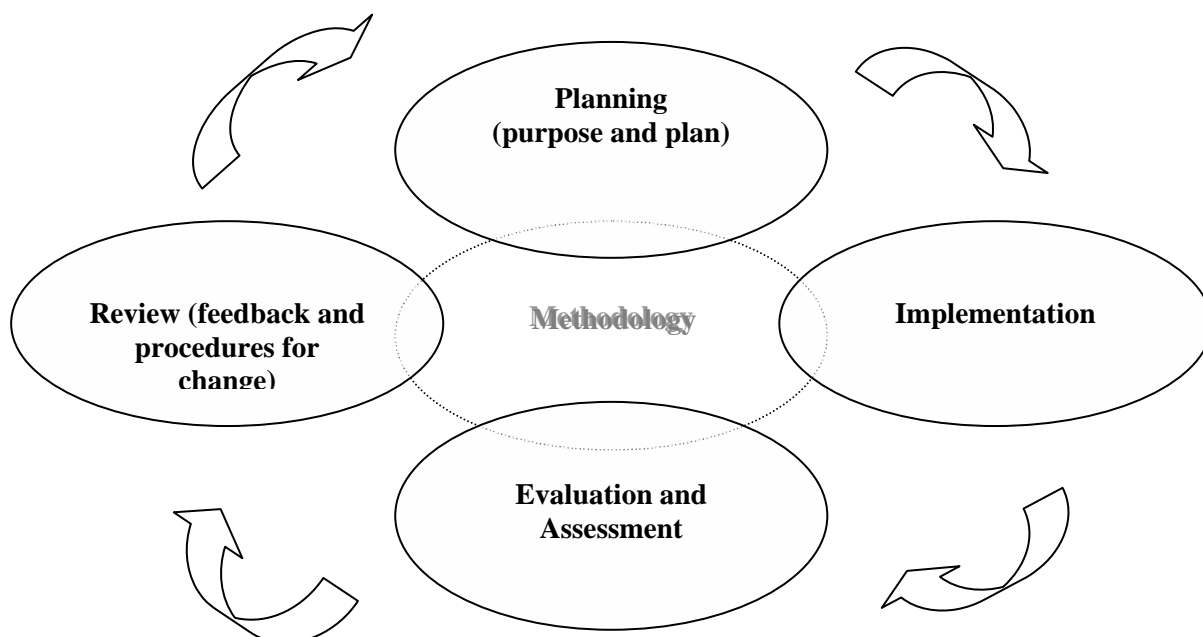 Planning
(purpose and plan)
Review (feedback and
procedures for
change)
Methodology
Implementation
Evaluation and
Assessment